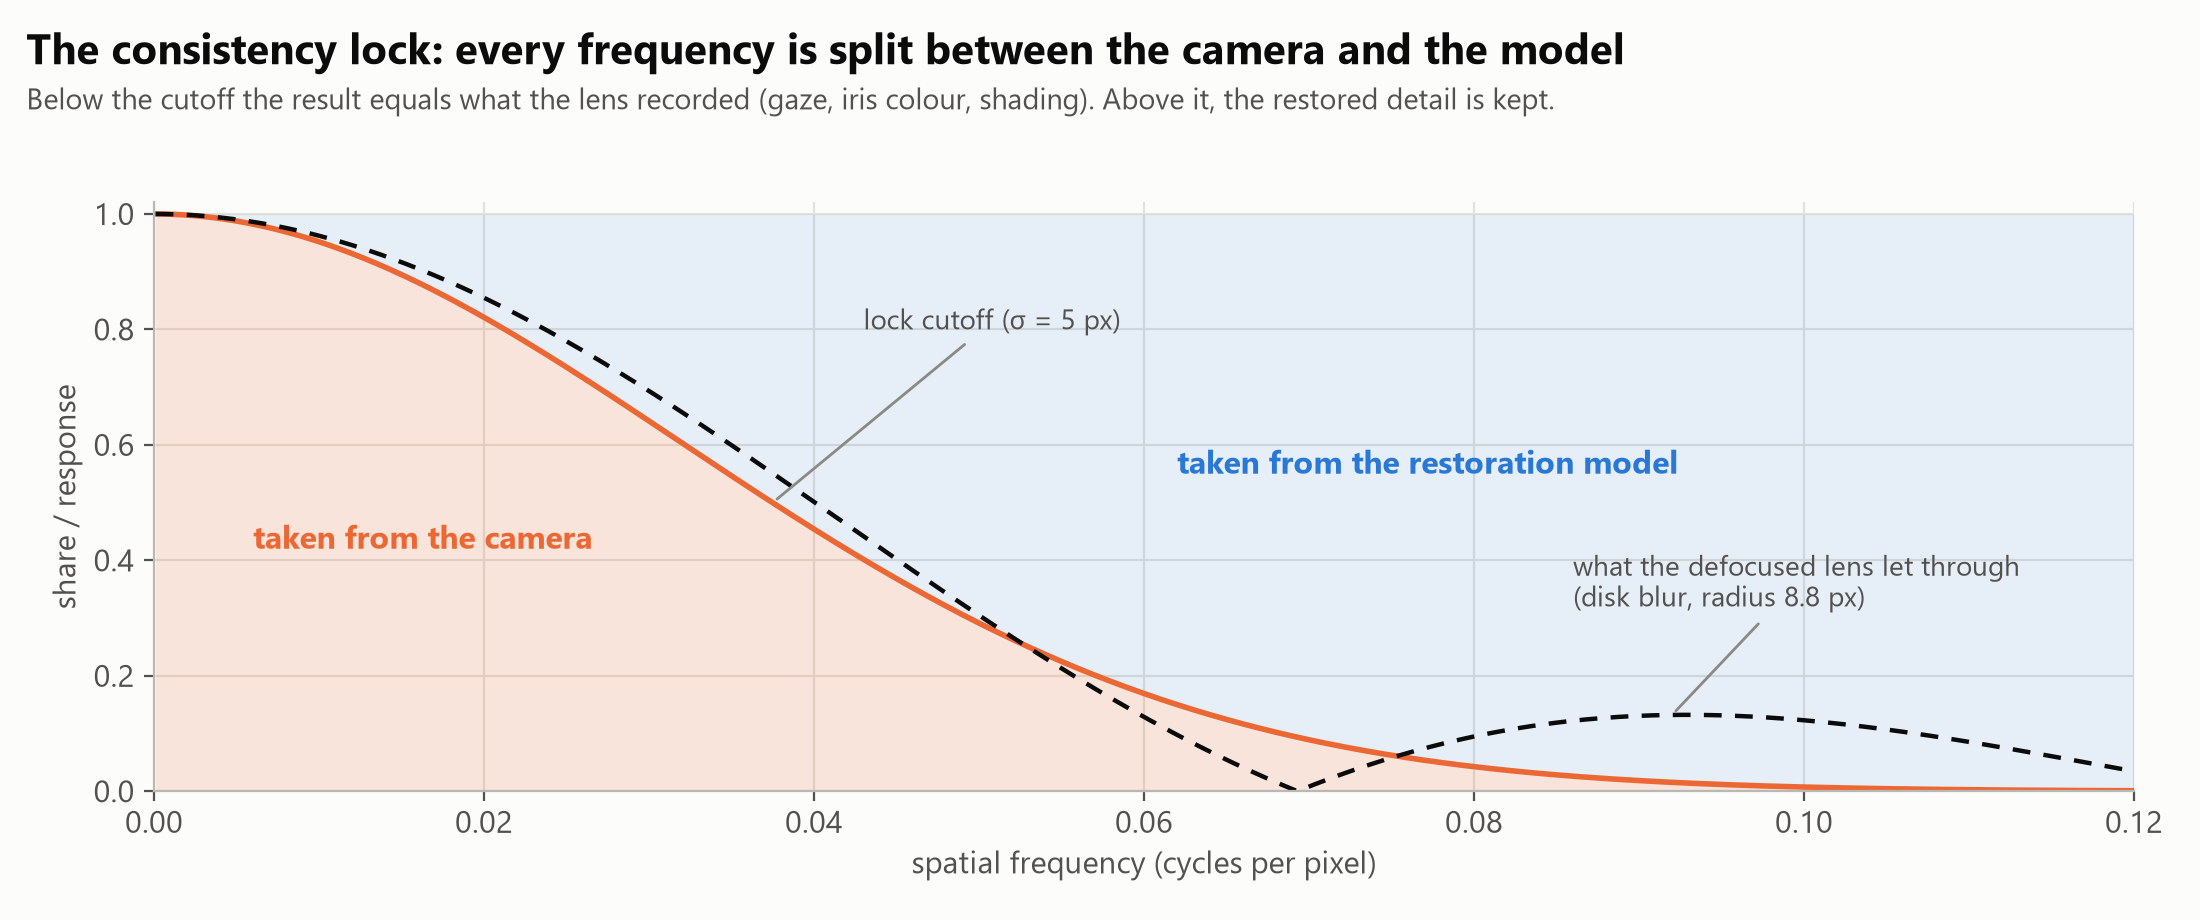 The consistency lock: every frequency is split between the camera and the model
Below the cutoff the result equals what the lens recorded (gaze, iris colour, shading). Above it, the restored detail is kept.
1.0
0.8
0.6
0.4
0.2
0.0
share / response
lock cutoff (σ = 5 px)
taken from the restoration model
taken from the camera
what the defocused lens let through
(disk blur, radius 8.8 px)
0.00 0.02 0.04 0.06 0.08 0.10 0.12
spatial frequency (cycles per pixel)